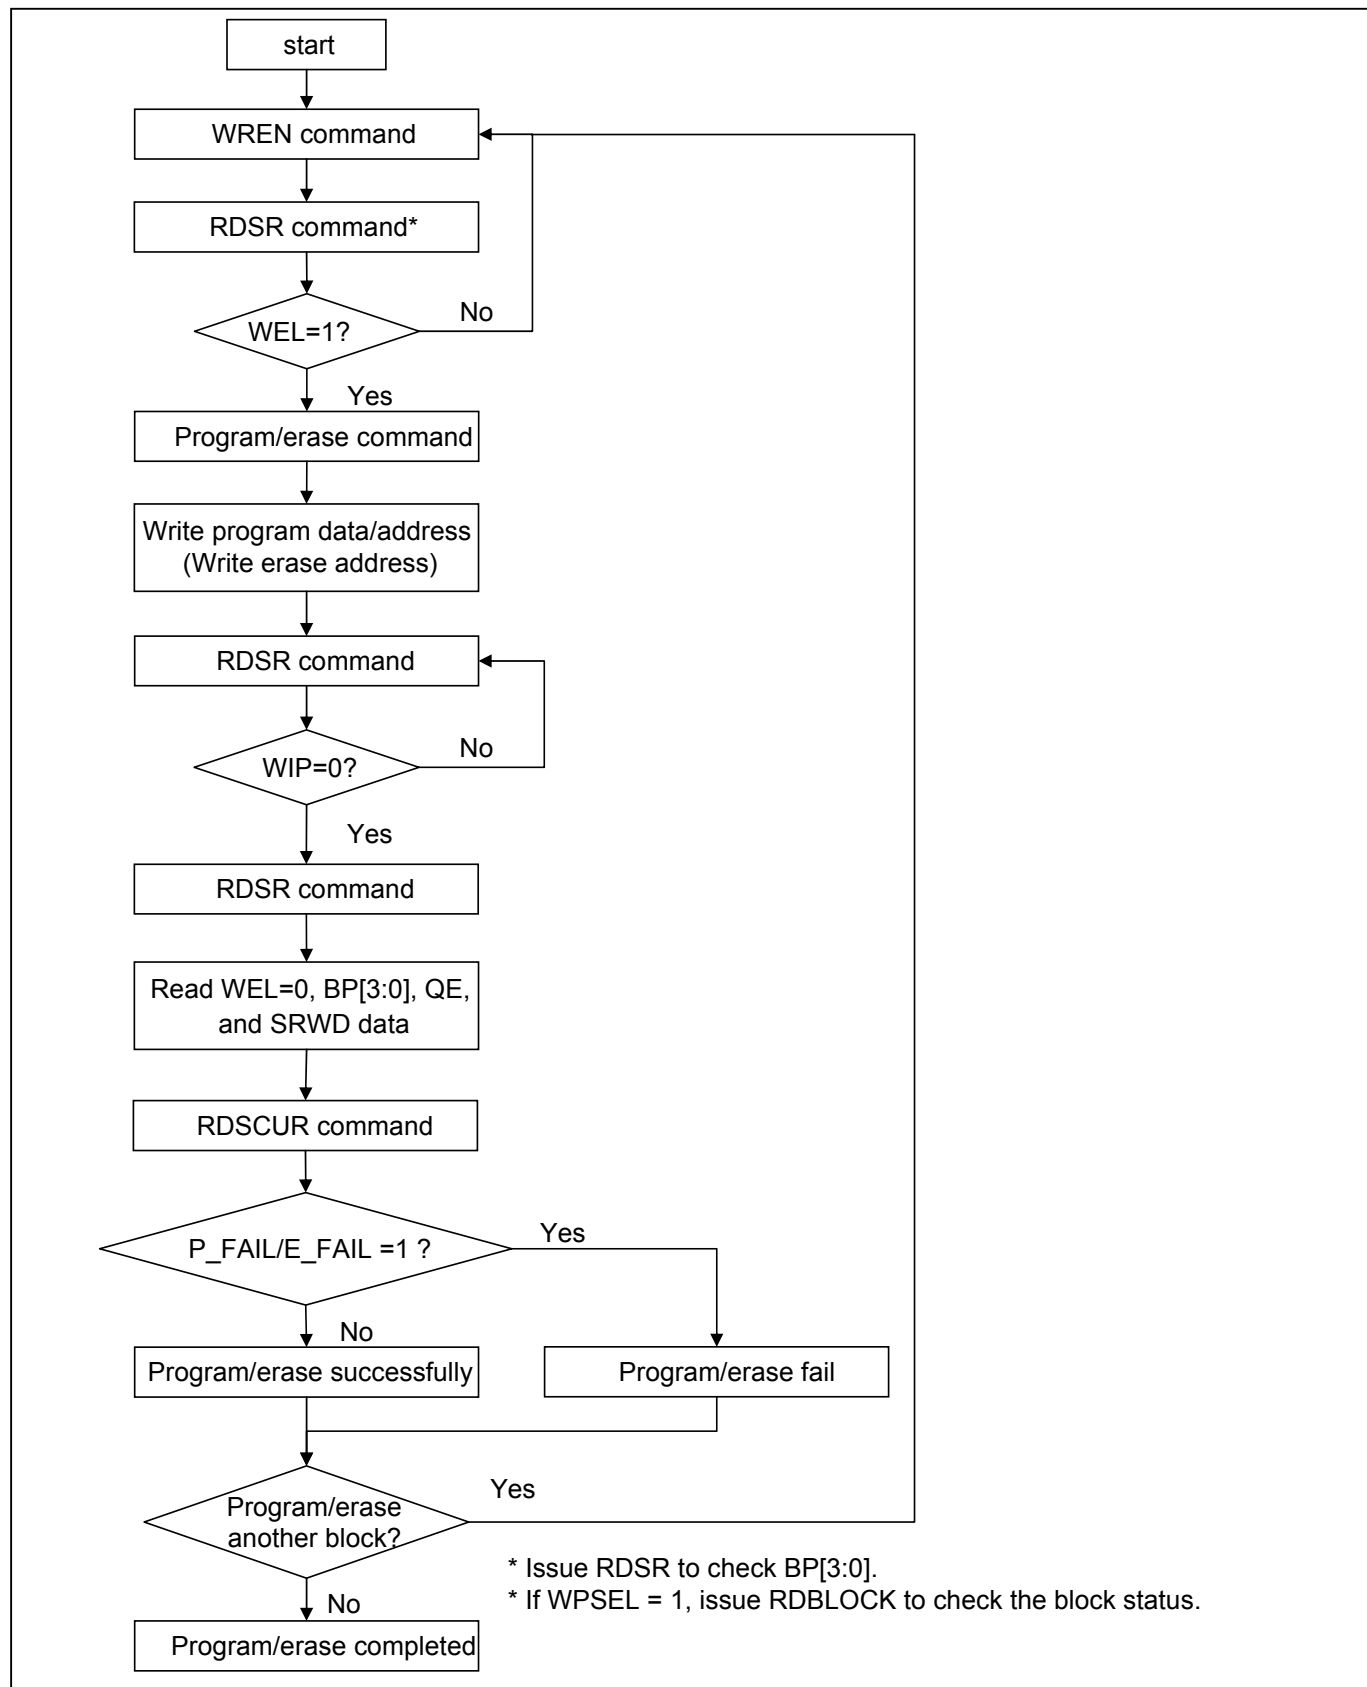 start
WREN command
RDSR command*
WEL=1?
No
Yes
Program/erase command
Write program data/address
(Write erase address)
RDSR command
WIP=0?
No
Yes
RDSR command
Read WEL=0, BP[3:0], QE,
and SRWD data
RDSCUR command
P_FAIL/E_FAIL =1 ?
Yes
No
Program/erase successfully
Program/erase fail
Program/erase
another block?
Yes
* Issue RDSR to check BP[3:0].
* If WPSEL = 1, issue RDBLOCK to check the block status.
No
Program/erase completed